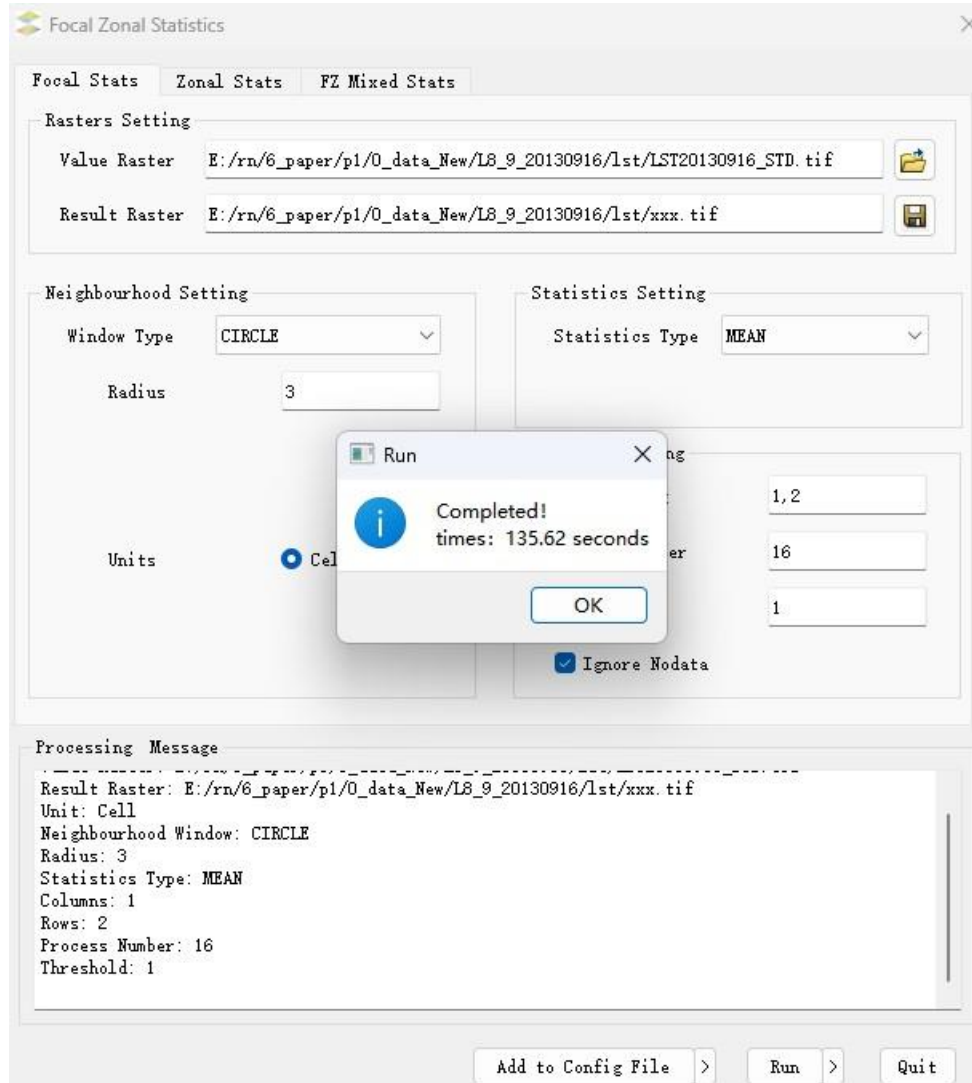 Focal Zonal Statistics
Focal Stats Zonal Stats FZ Mixed Stats
Rasters Setting
Value Raster E:/rn/6_paper/p1/0_data_New/L8_9_20130916/lst/LST20130916_STD.tif
Result Raster E:/rn/6_paper/p1/0_data_New/L8_9_20130916/lst/xxx.tif
Neighbourhood Setting
Window Type CIRCLE
Radius 3
Units Cel
Statistics Setting
Statistics Type MEAN
ng
1,2
er 16
1
Ignore Nodata
Run
Completed!
times: 135.62 seconds
OK
Processing Message
Result Raster: E:/rn/6_paper/p1/0_data_New/L8_9_20130916/lst/xxx.tif
Unit: Cell
Neighbourhood Window: CIRCLE
Radius: 3
Statistics Type: MEAN
Columns: 1
Rows: 2
Process Number: 16
Threshold: 1
Add to Config File > Run > Quit